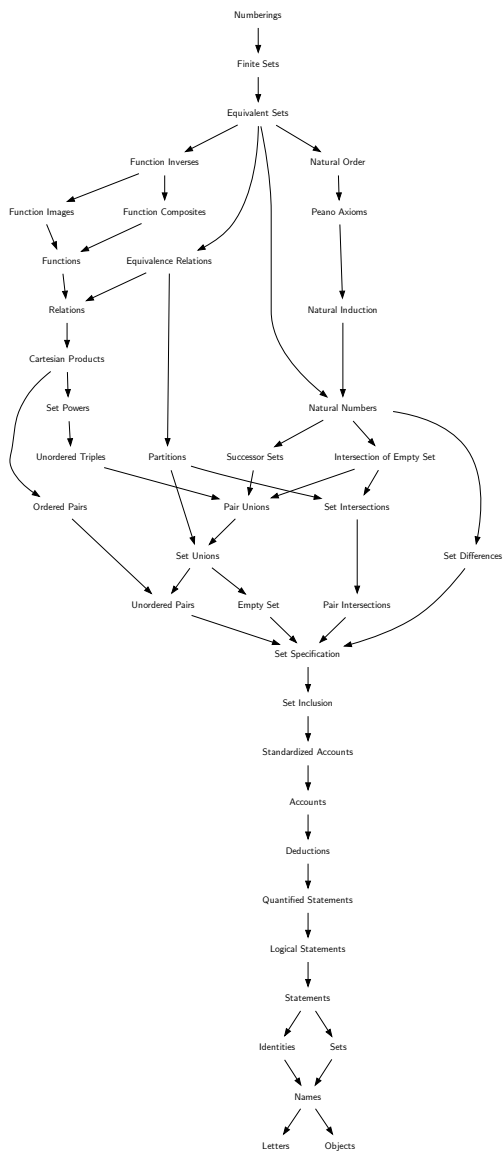 Numberings
Finite Sets
Equivalent Sets
Function Inverses
Natural Order
Function Images
Function Composites
Peano Axioms
Functions
Equivalence Relations
Relations
Natural Induction
Cartesian Products
Set Powers
Natural Numbers
Unordered Triples
Partitions
Successor Sets
Intersection of Empty Set
Ordered Pairs
Pair Unions
Set Intersections
Set Unions
Set Differences
Unordered Pairs
Empty Set
Pair Intersections
Set Specification
Set Inclusion
Standardized Accounts
Accounts
Deductions
Quantified Statements
Logical Statements
Statements
Identities
Sets
Names
Letters
Objects